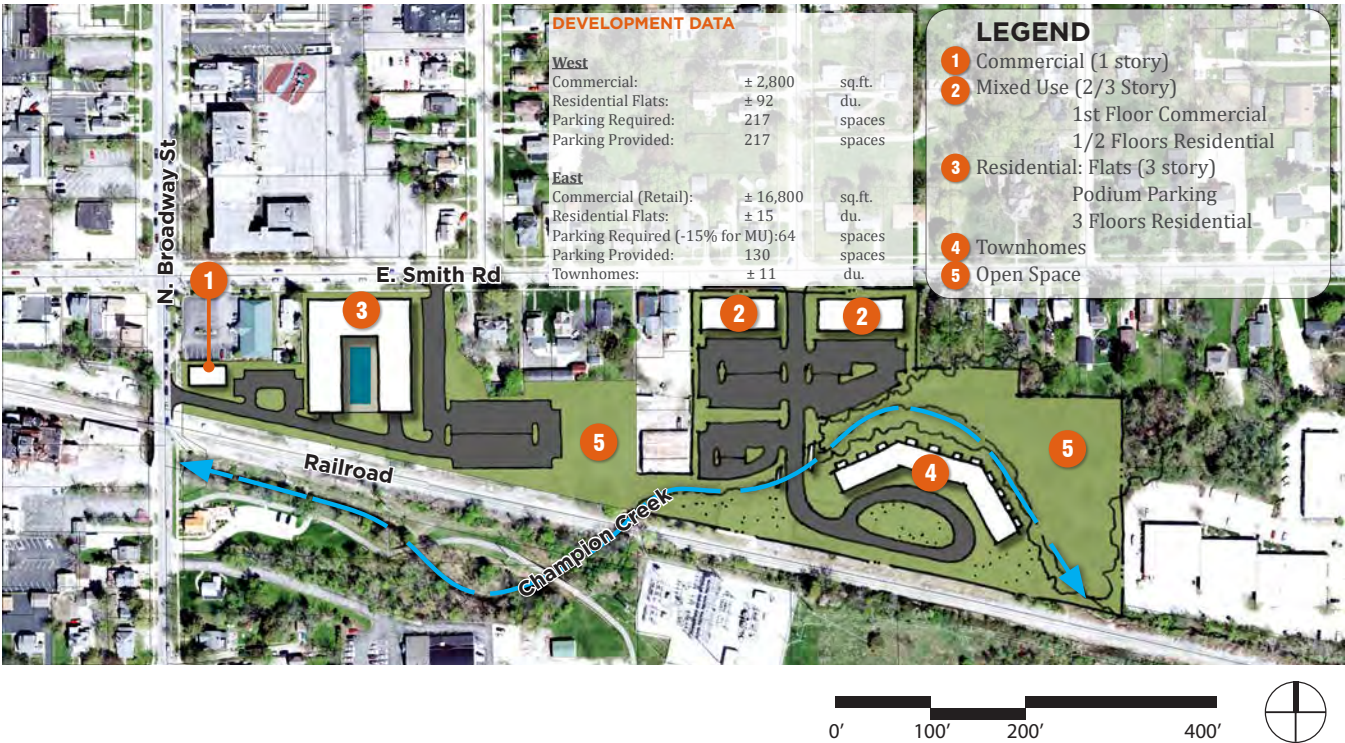 DEVELOPMENT DATA
West
Commercial: ± 2,800 sq.ft.
Residential Flats: ± 92 du.
Parking Required: 217 spaces
Parking Provided: 217 spaces
East
Commercial (Retail): ± 16,800 sq.ft.
Residential Flats: ± 15 du.
Parking Required (-15% for MU):64 spaces
Parking Provided: 130 spaces
Townhomes: ± 11 du.
LEGEND
1 Commercial (1 story)
2 Mixed Use (2/3 Story)
1st Floor Commercial
1/2 Floors Residential
3 Residential: Flats (3 story)
Podium Parking
3 Floors Residential
4 Townhomes
5 Open Space
N. Broadway St
E. Smith Rd
1
3
2
2
5
5
4
Railroad
Champion Creek
0' 100' 200' 400'